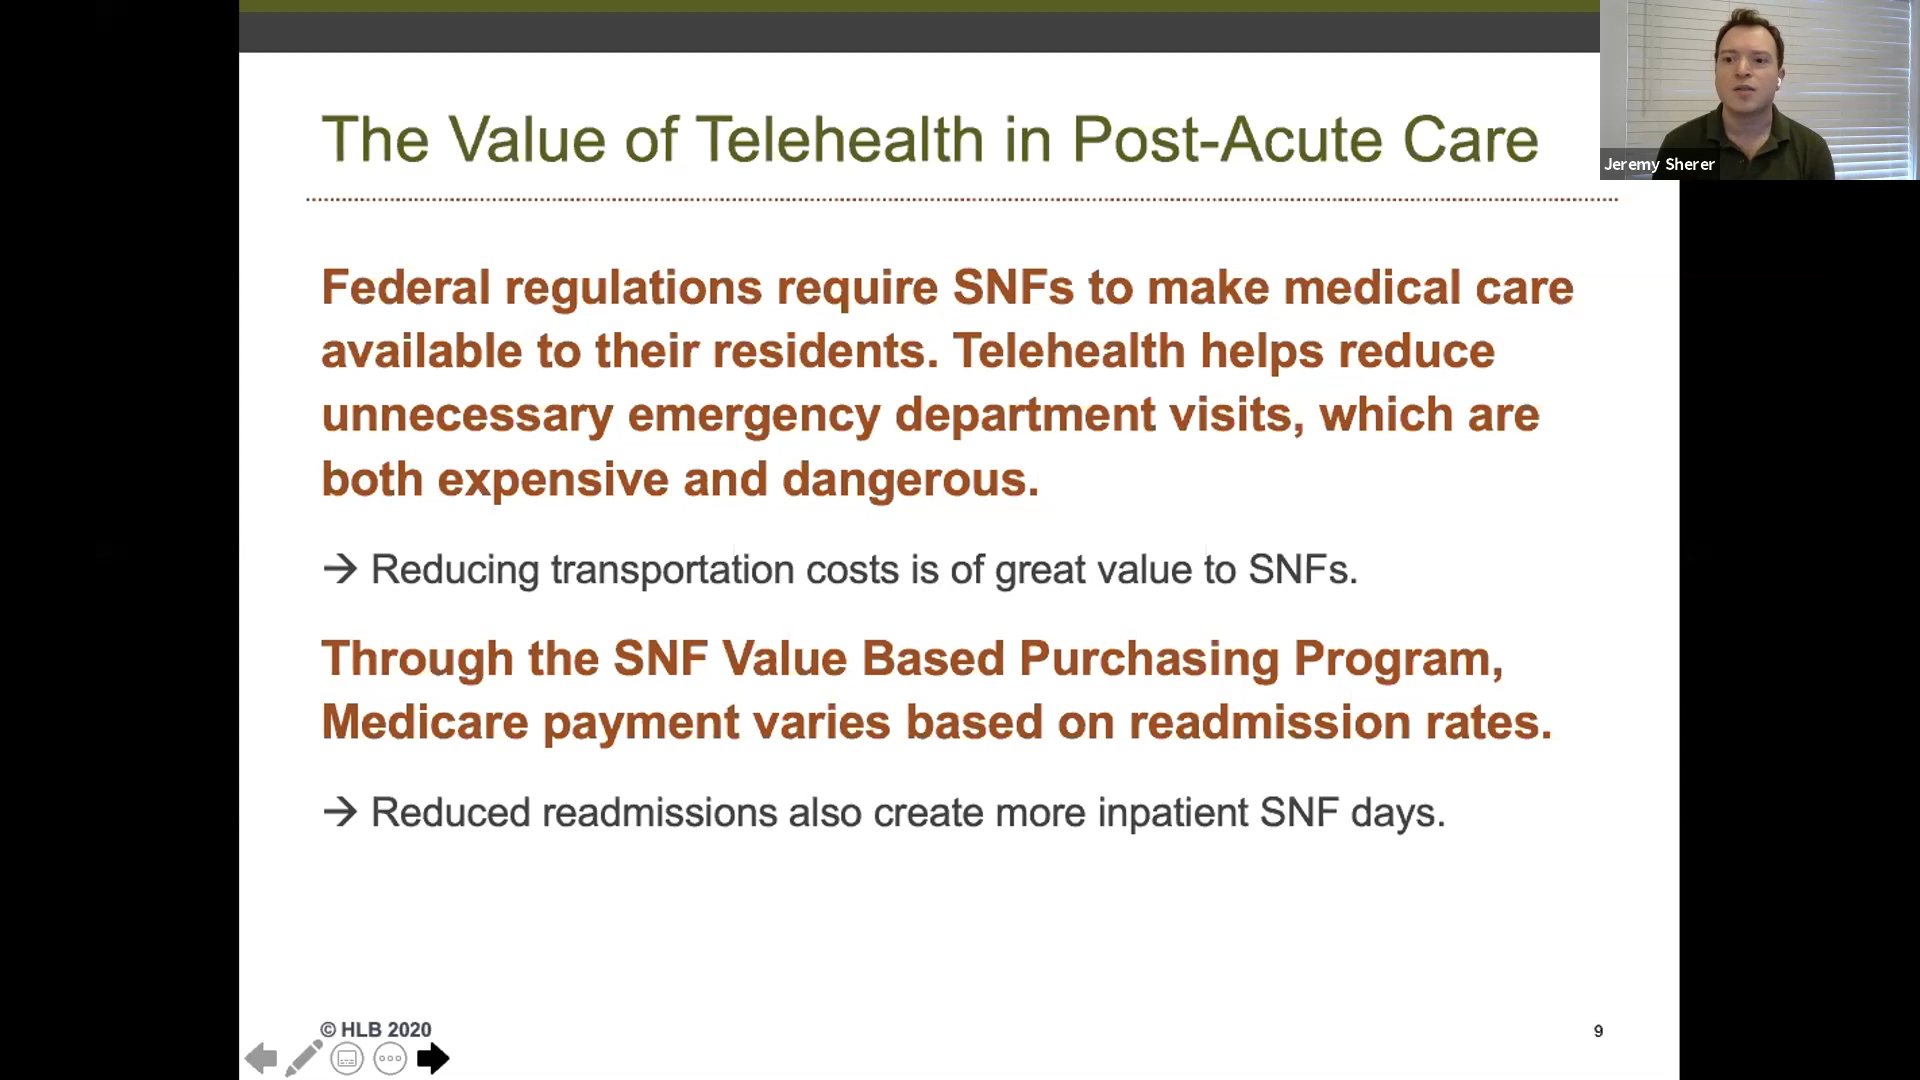 The Value of Telehealth in Post-Acute Care
Jeremy Sherer
Federal regulations require SNFs to make medical care
available to their residents. Telehealth helps reduce
unnecessary emergency department visits, which are
both expensive and dangerous.
→ Reducing transportation costs is of great value to SNFs.
Through the SNF Value Based Purchasing Program,
Medicare payment varies based on readmission rates.
→ Reduced readmissions also create more inpatient SNF days.
© HLB 2020
9